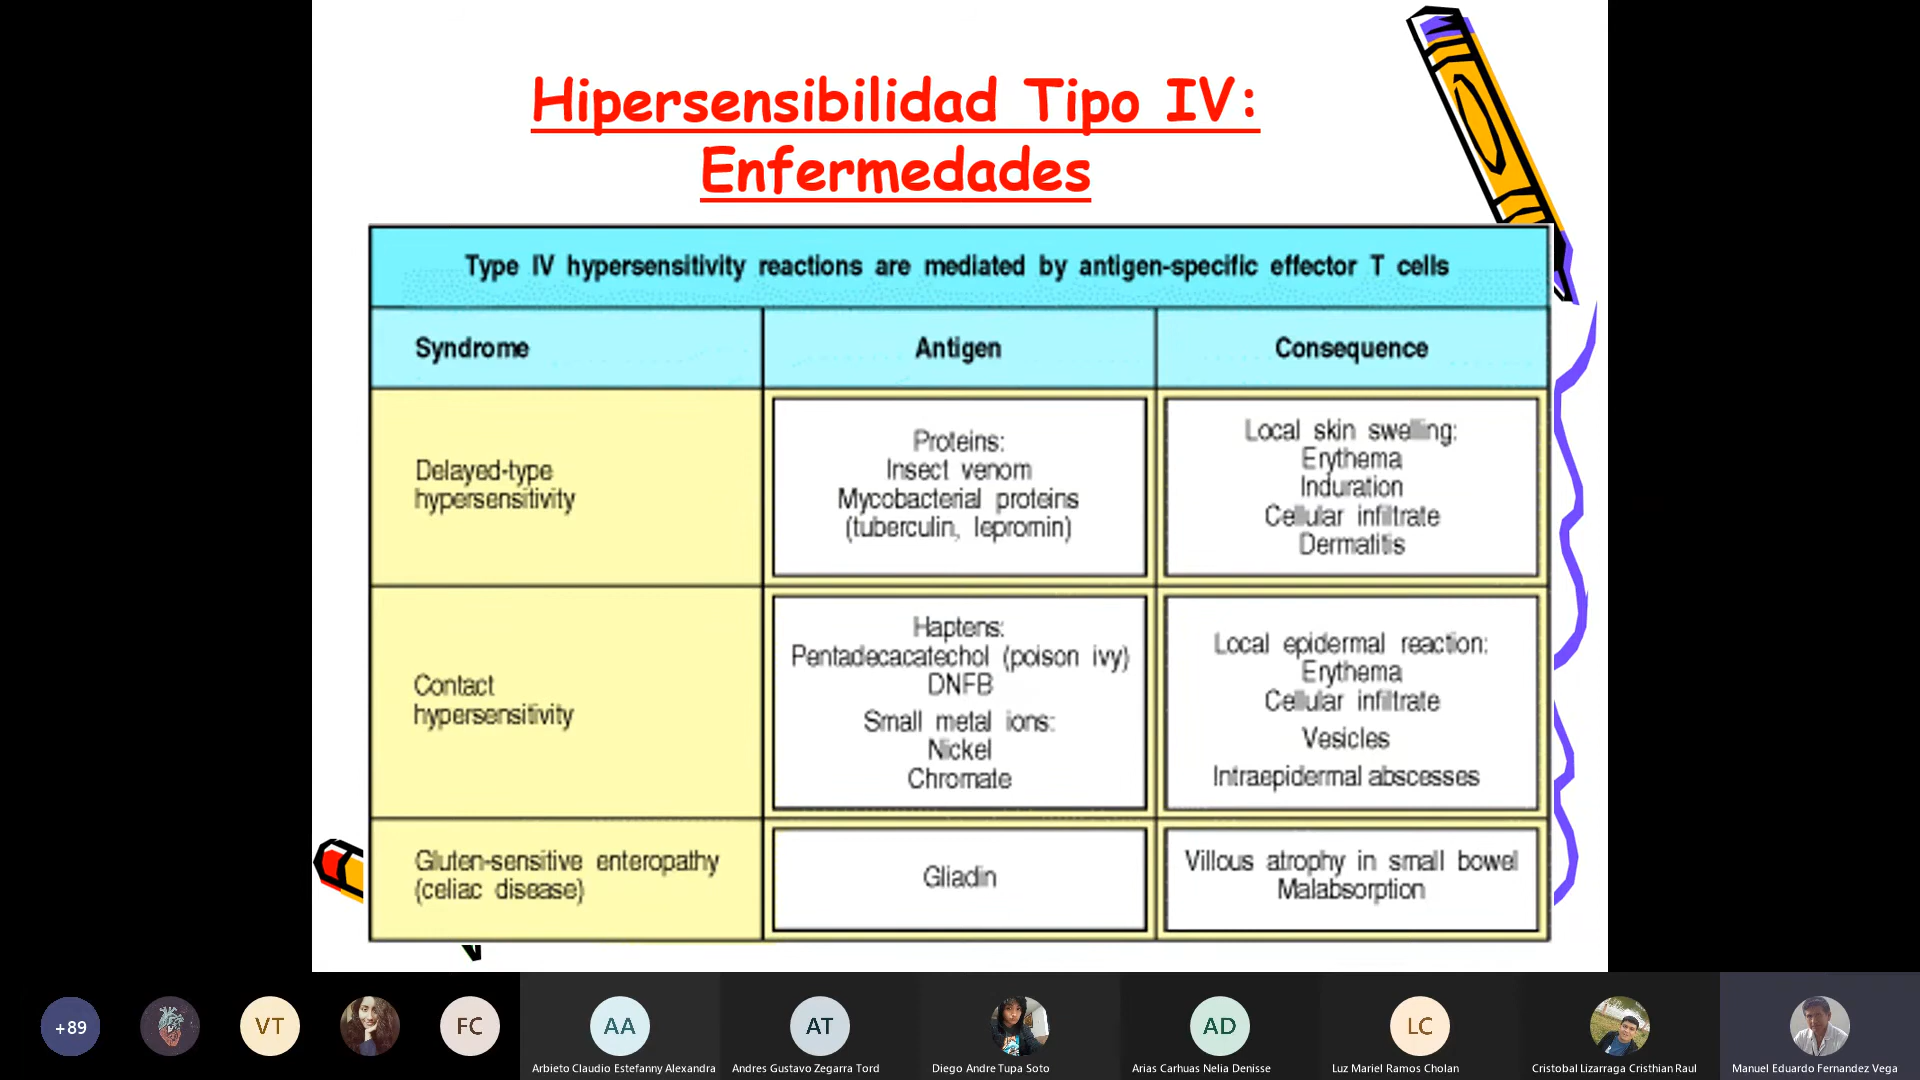 Hipersensibilidad Tipo IV:
Enfermedades
Type IV hypersensitivity reactions are mediated by antigen-specific effector T cells
Syndrome
Antigen
Consequence
Delayed-type
hypersensitivity
Proteins:
Insect venom
Mycobacterial proteins
(tuberculin, lepromin)
Local skin swelling:
Erythema
Induration
Cellular infiltrate
Dermatitis
Contact
hypersensitivity
Haptens:
Pentadecacatechol (poison ivy)
DNFB
Small metal ions:
Nickel
Chromate
Local epidermal reaction:
Erythema
Cellular infiltrate
Vesicles
Intraepidermal abscesses
Gluten-sensitive enteropathy
(celiac disease)
Gliadin
Villous atrophy in small bowel
Malabsorption
+89
VT
FC
AA
AT
AD
LC
Arbieto Claudio Estefanny Alexandra
Andres Gustavo Zegarra Tord
Diego Andre Tupa Soto
Arias Carhuas Nelia Denisse
Luz Mariel Ramos Cholan
Cristobal Lizarraga Cristhian Raul
Manuel Eduardo Fernandez Vega